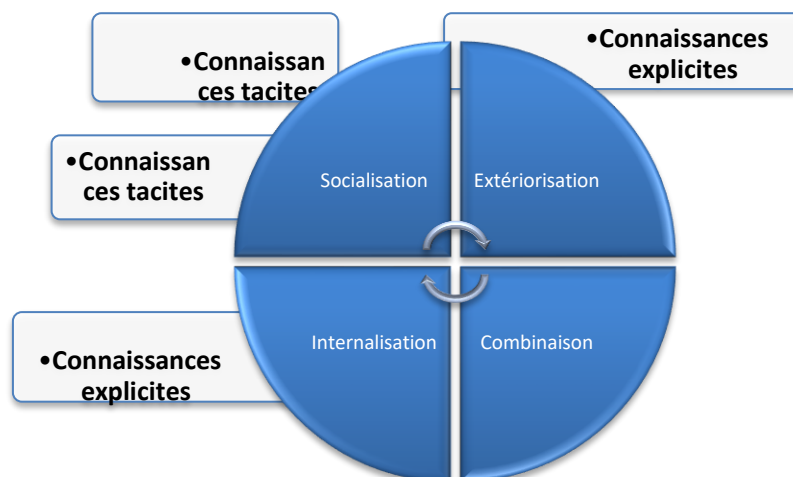 •Connaissan
ces tacites
•Connaissances
explicites
•Connaissan
ces tacites
Socialisation
Extériorisation
•Connaissances
explicites
Internalisation
Combinaison